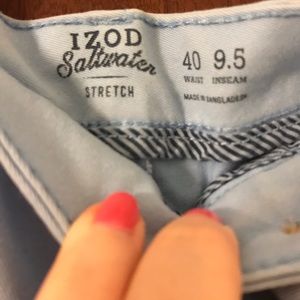 IZOD
Saltwater
STRETCH
40 9.5
WAIST INSEAM
MADE IN BANGLADESH